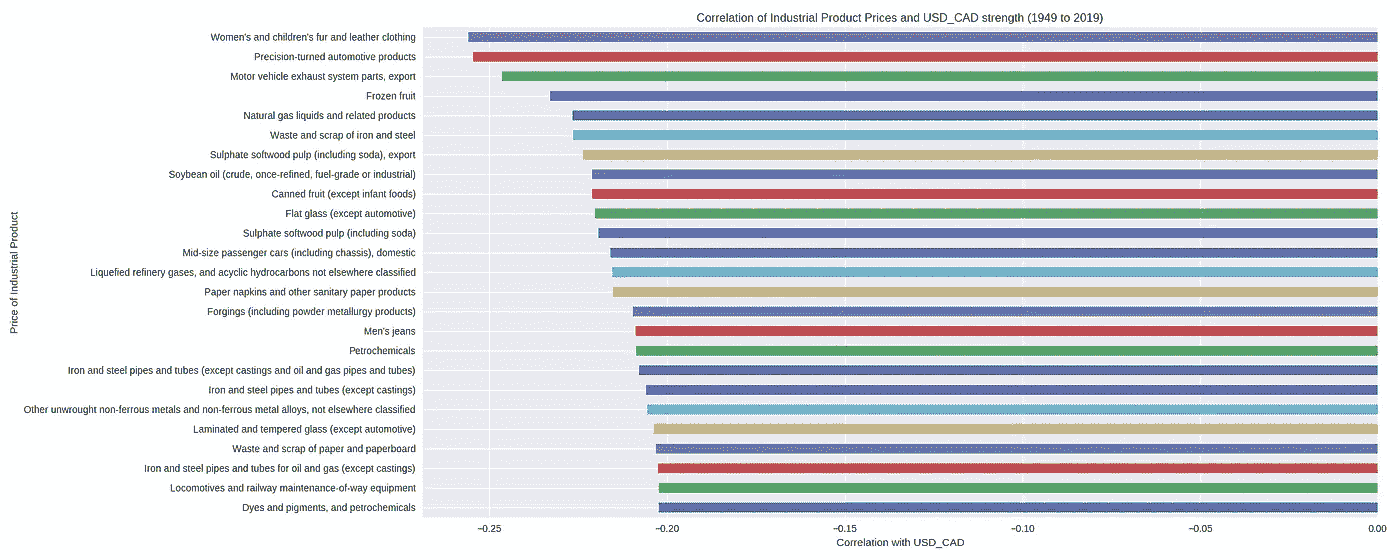 Correlation of Industrial Product Prices and USD_CAD strength (1949 to 2019)
Price of Industrial Product
Women's and children's fur and leather clothing
Precision-turned automotive products
Motor vehicle exhaust system parts, export
Frozen fruit
Natural gas liquids and related products
Waste and scrap of iron and steel
Sulphate softwood pulp (including soda), export
Soybean oil (crude, once-refined, fuel-grade or industrial)
Canned fruit (except infant foods)
Flat glass (except automotive)
Sulphate softwood pulp (including soda)
Mid-size passenger cars (including chassis), domestic
Liquefied refinery gases, and acyclic hydrocarbons not elsewhere classified
Paper napkins and other sanitary paper products
Forgings (including powder metallurgy products)
Men's jeans
Petrochemicals
Iron and steel pipes and tubes (except castings and oil and gas pipes and tubes)
Iron and steel pipes and tubes (except castings)
Other unwrought non-ferrous metals and non-ferrous metal alloys, not elsewhere classified
Laminated and tempered glass (except automotive)
Waste and scrap of paper and paperboard
Iron and steel pipes and tubes for oil and gas (except castings)
Locomotives and railway maintenance-of-way equipment
Dyes and pigments, and petrochemicals
−0.25 −0.20 −0.15 −0.10 −0.05 0.00
Correlation with USD_CAD